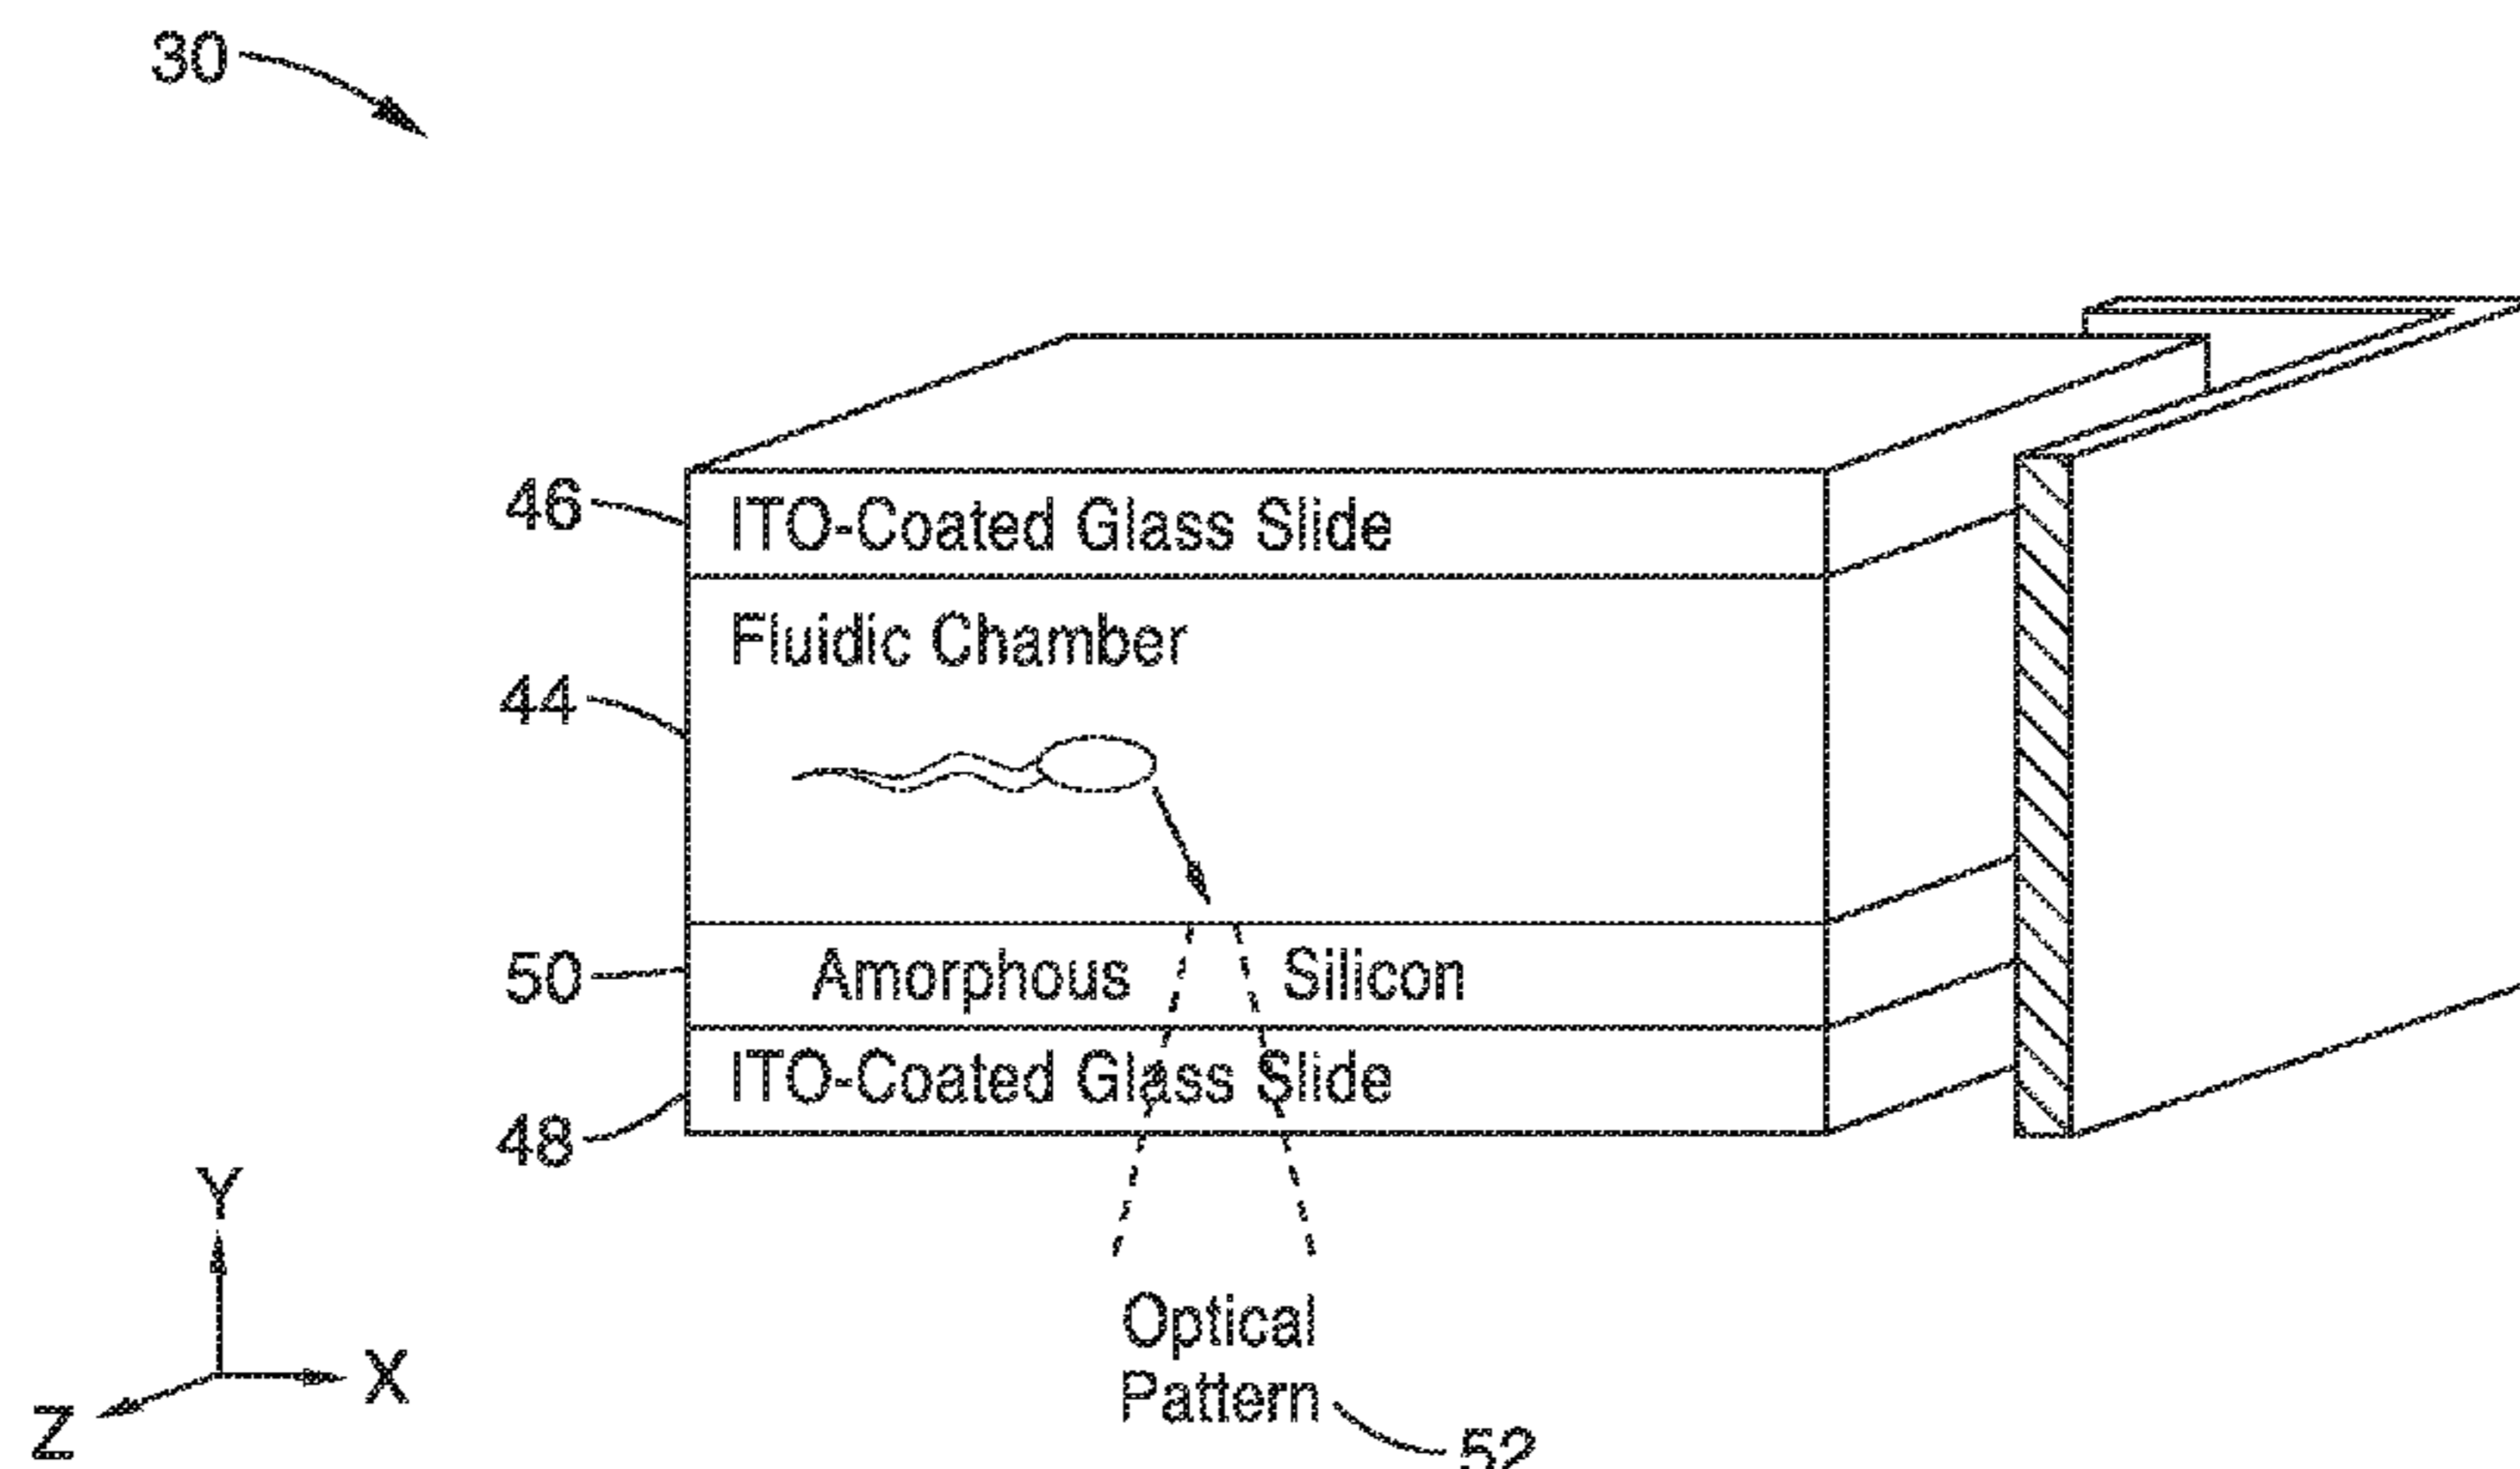 30
46
ITO-Coated Glass Slide
Fluidic Chamber
44
50
Amorphous Silicon
ITO-Coated Glass Slide
48
Y
X
Z
Optical
Pattern
52